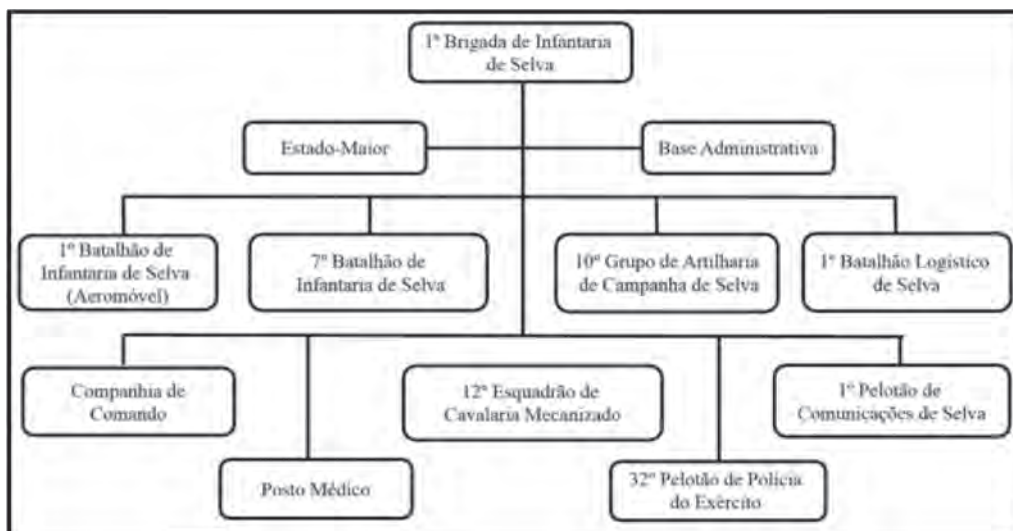 1ª Brigada de Infantaria
de Selva
Estado-Maior
Base Administrativa
1º Batalhão de
Infantaria de Selva
(Aeromóvel)
7º Batalhão de
Infantaria de Selva
10º Grupo de Artilharia
de Campanha de Selva
1º Batalhão Logístico
de Selva
Companhia de
Comando
12º Esquadrão de
Cavalaria Mecanizado
1º Pelotão de
Comunicações de Selva
Posto Médico
32º Pelotão de Polícia
do Exército